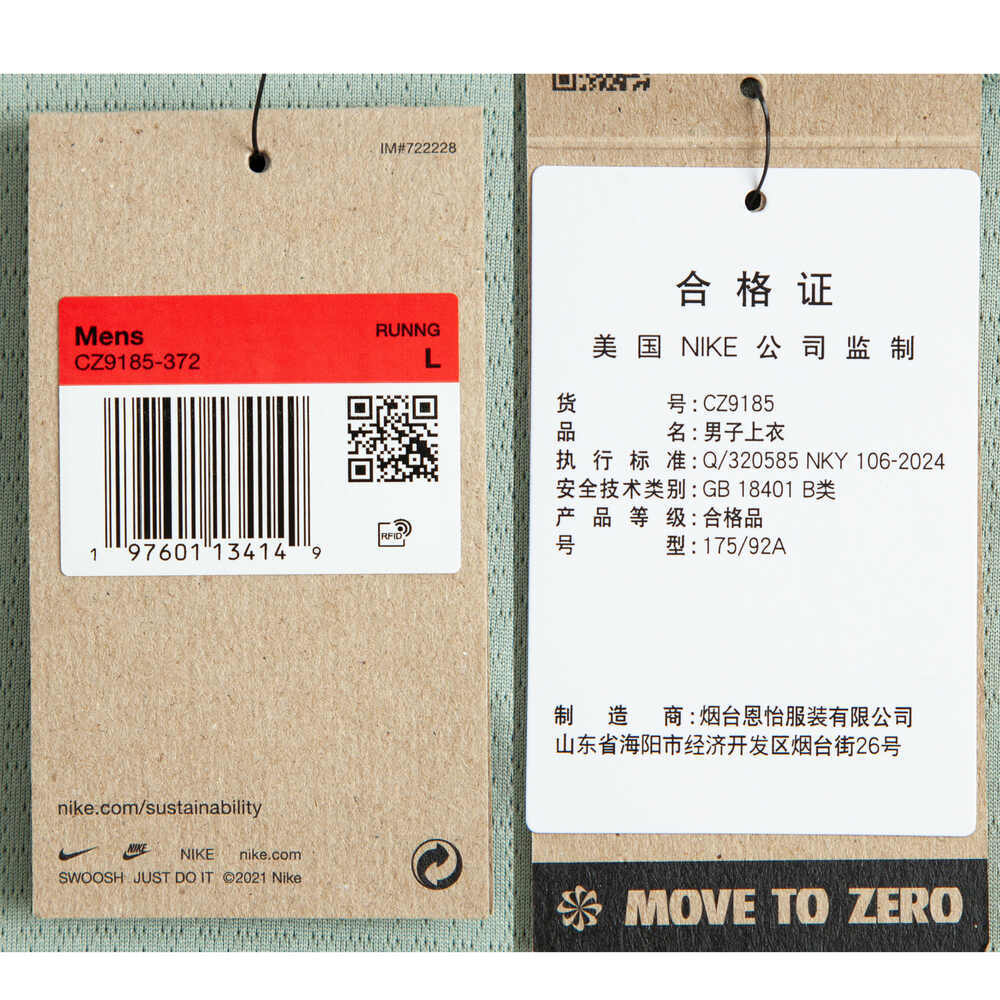 IM#722228
Mens
RUNNG
CZ9185-372
L
RFID
1 97601 13414 9
nike.com/sustainability
NIKE NIKE nike.com
SWOOSH JUST DO IT ©2021 Nike
合格证
美国 NIKE 公司监制
货号:CZ9185
品名:男子上衣
执行标准:Q/320585 NKY 106-2024
安全技术类别:GB 18401 B类
产品等级:合格品
号型:175/92A
制造商:烟台恩怡服装有限公司
山东省海阳市经济开发区烟台街26号
MOVE TO ZERO